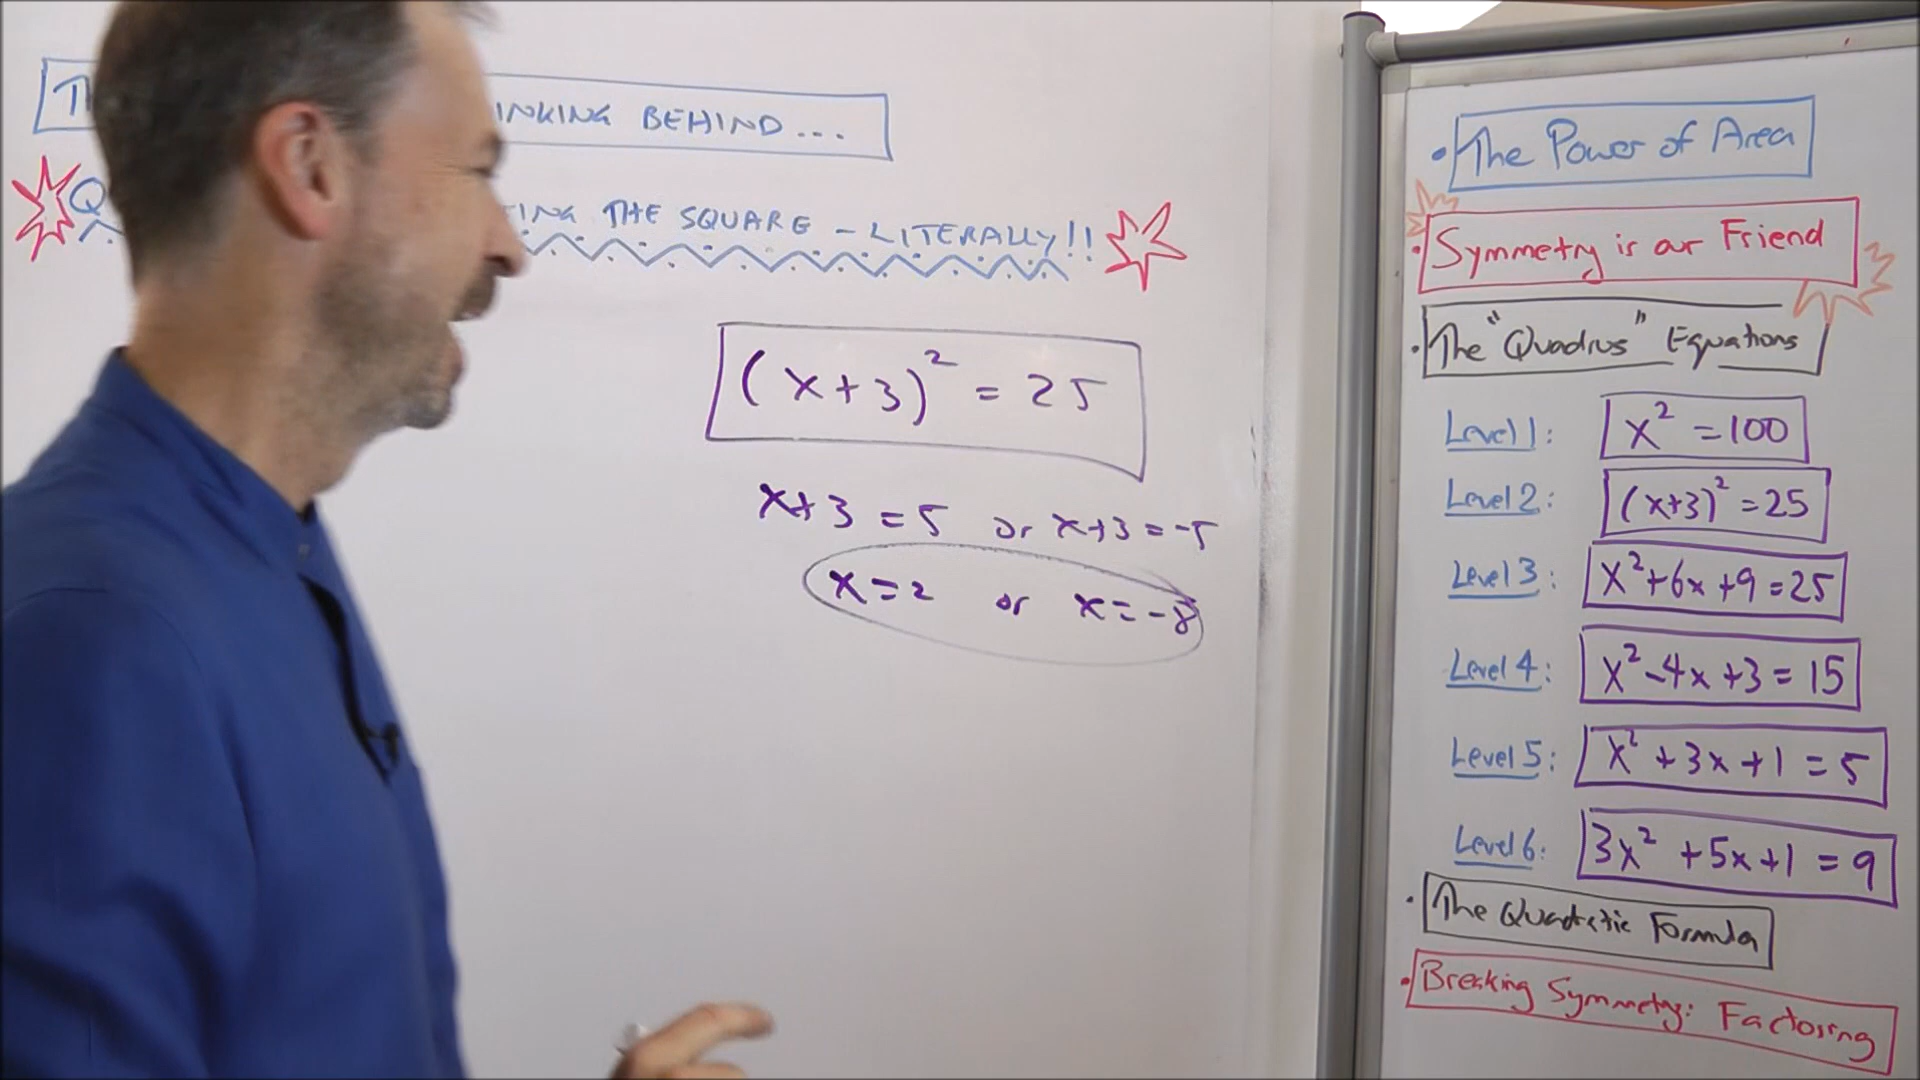 BEHIND...
THE SQUARE - LITERALLY!!
(x+3)² = 25
x+3 = 5 or x+3 = -5
x = 2 or x = -8
• The Power of Area
• Symmetry is our Friend
• The "Quadrus" Equations
Level 1: x² = 100
Level 2: (x+3)² = 25
Level 3: x²+6x+9 = 25
Level 4: x²-4x+3 = 15
Level 5: x²+3x+1 = 5
Level 6: 3x²+5x+1 = 9
• The Quadratic Formula
• Breaking Symmetry: Factoring